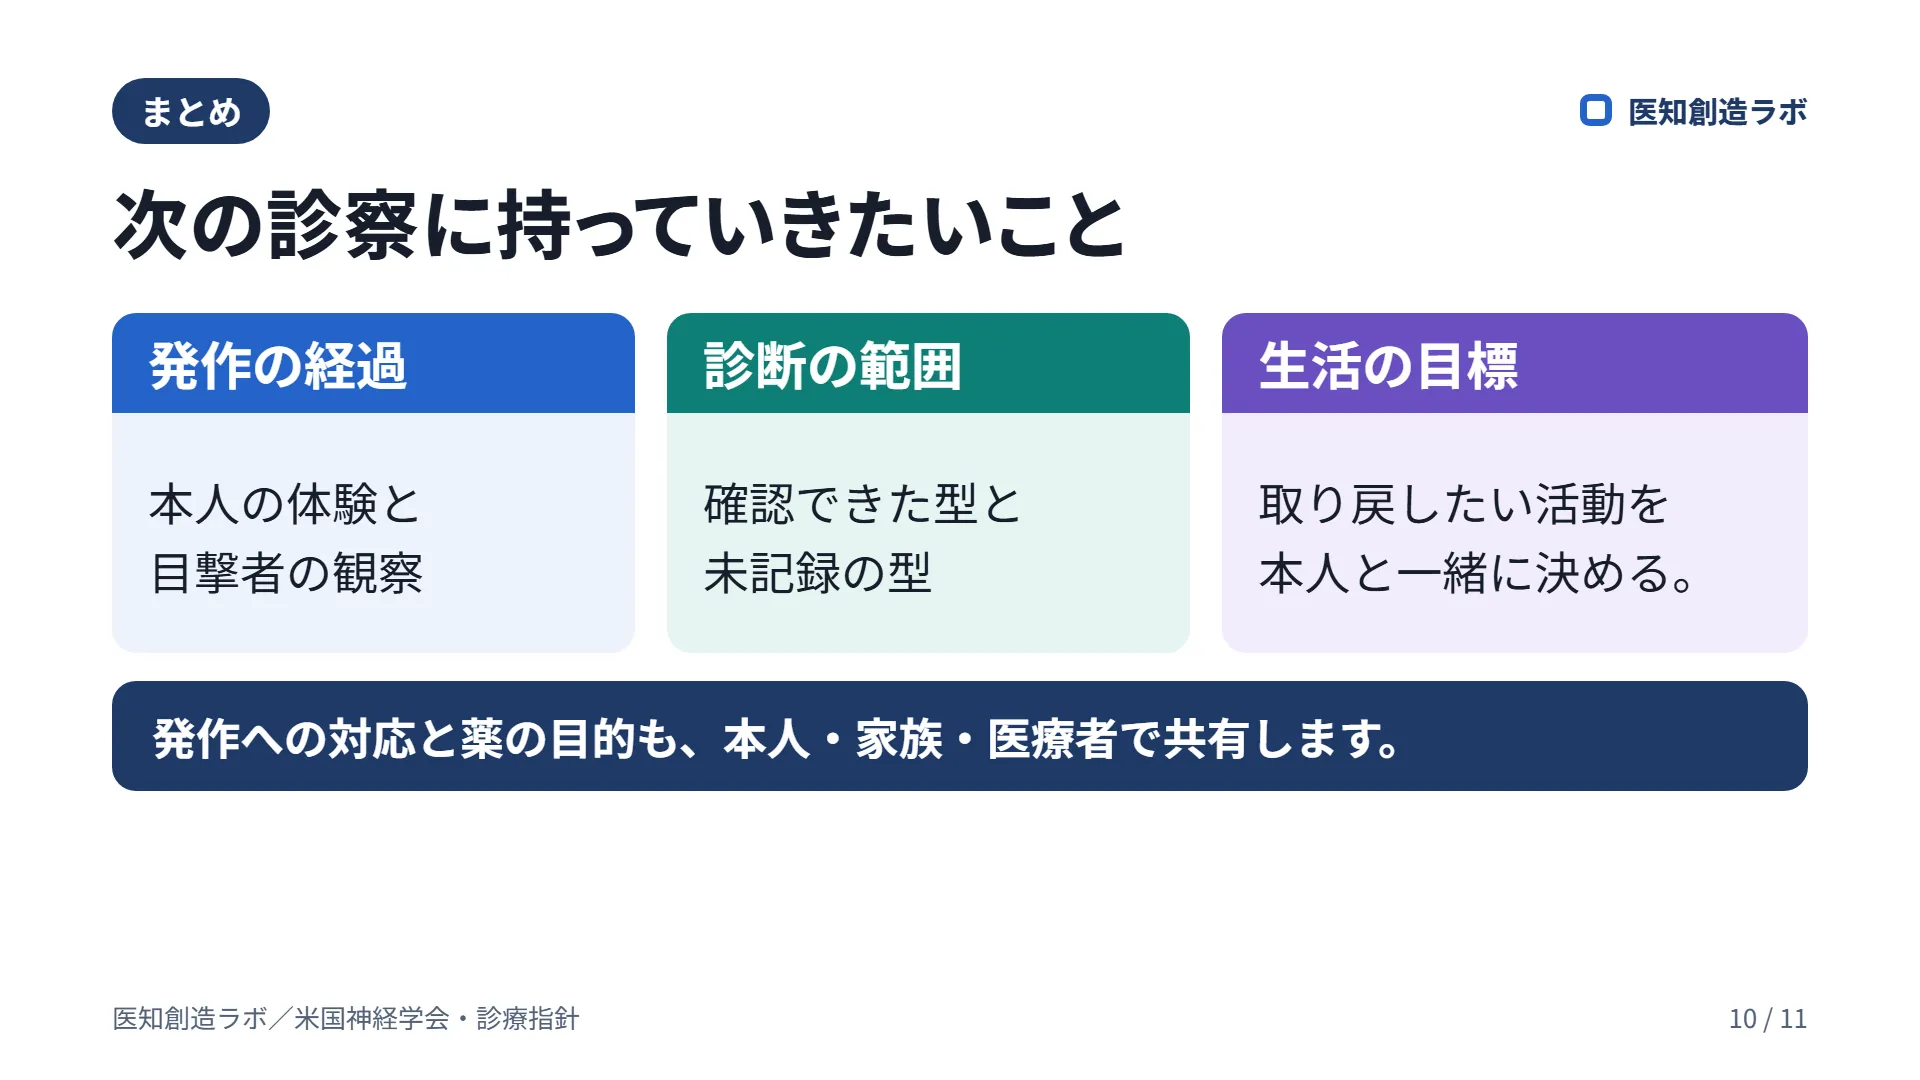 まとめ
医知創造ラボ
次の診察に持っていきたいこと
発作の経過
本人の体験と
目撃者の観察
診断の範囲
確認できた型と
未記録の型
生活の目標
取り戻したい活動を
本人と一緒に決める。
発作への対応と薬の目的も、本人・家族・医療者で共有します。
医知創造ラボ／米国神経学会・診療指針
10 / 11